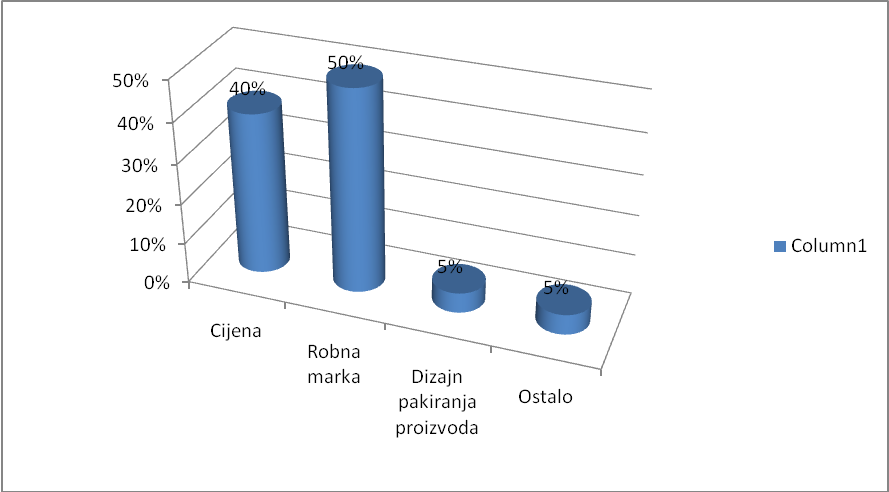 50%
40%
30%
20%
10%
0%
40%
50%
5%
5%
Cijena
Robna
marka
Dizajn
pakiranja
proizvoda
Ostalo
Column1